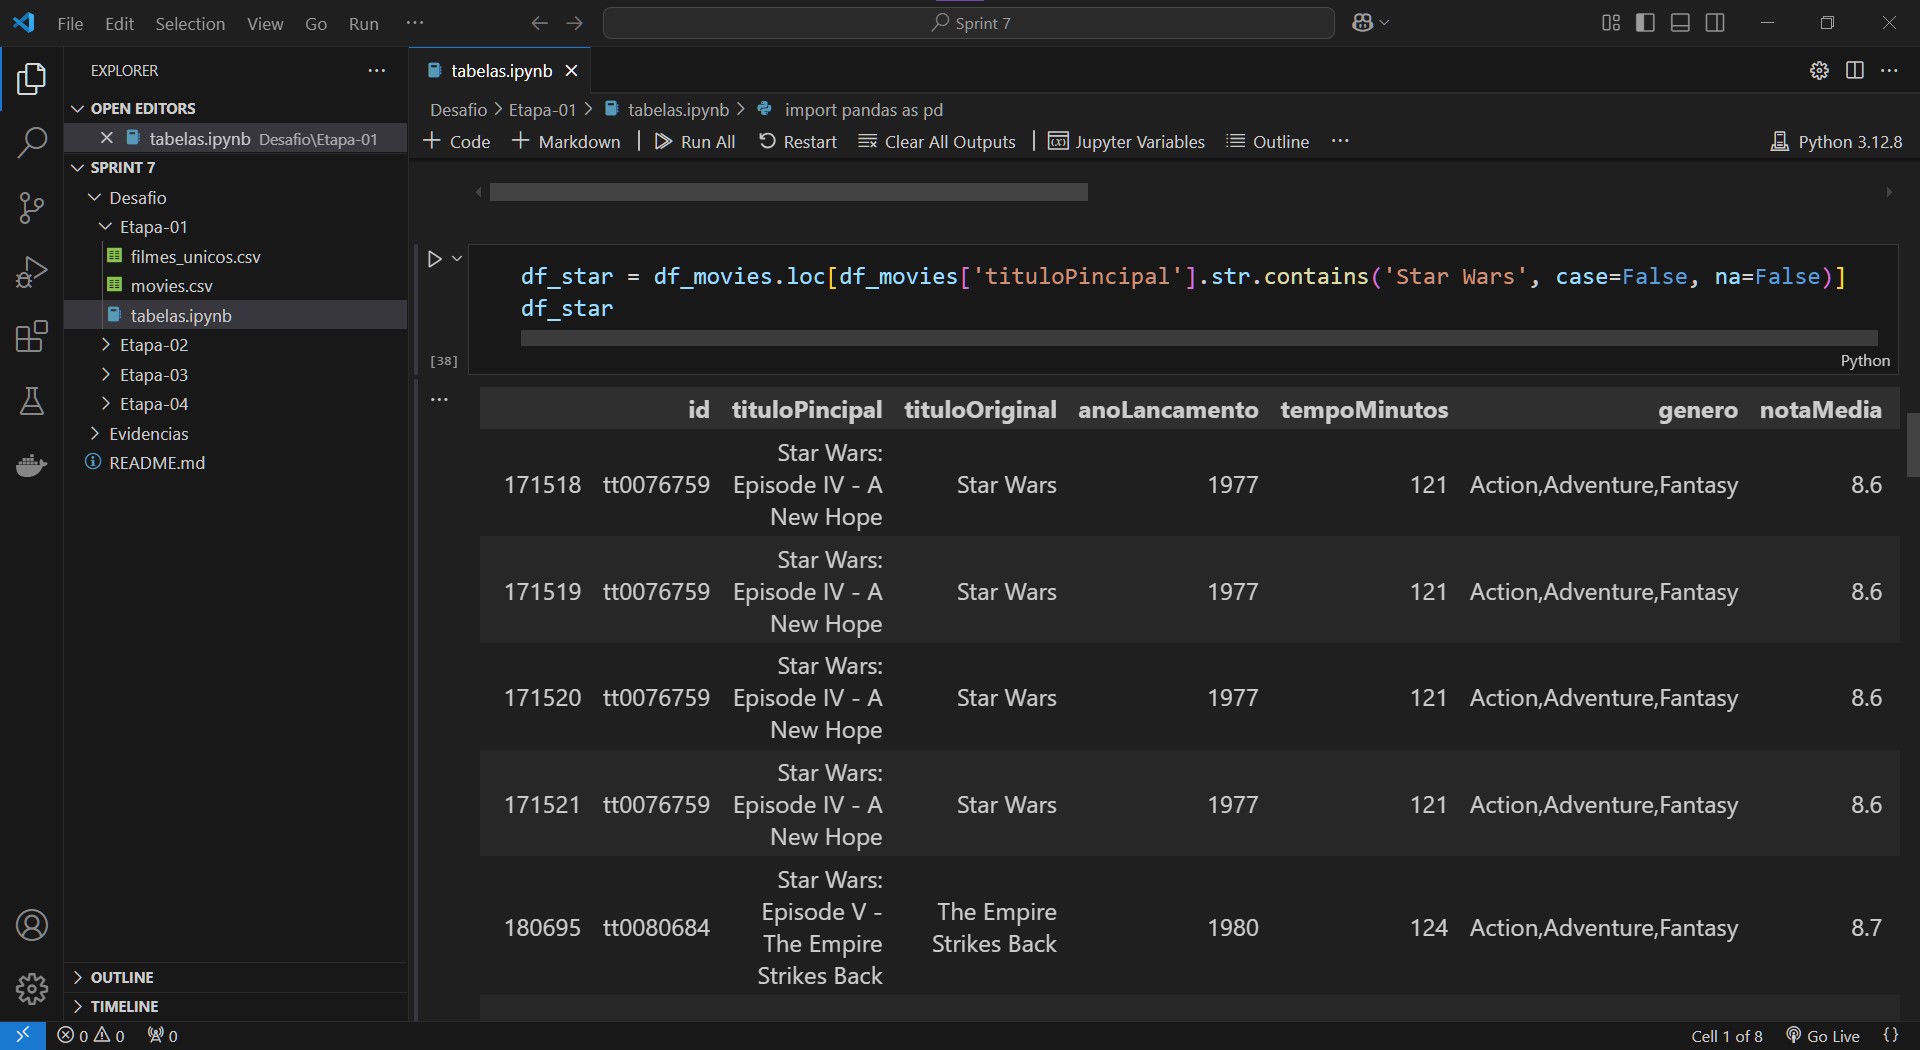 File Edit Selection View Go Run ··· Sprint 7
EXPLORER ···
OPEN EDITORS
tabelas.ipynb Desafio\Etapa-01
SPRINT 7
Desafio
Etapa-01
filmes_unicos.csv
movies.csv
tabelas.ipynb
Etapa-02
Etapa-03
Etapa-04
Evidencias
README.md
OUTLINE
TIMELINE
tabelas.ipynb
Desafio > Etapa-01 > tabelas.ipynb > import pandas as pd
+ Code + Markdown Run All Restart Clear All Outputs Jupyter Variables Outline ··· Python 3.12.8
df_star = df_movies.loc[df_movies['tituloPincipal'].str.contains('Star Wars', case=False, na=False)]
df_star
[38] Python
id tituloPincipal tituloOriginal anoLancamento tempoMinutos genero notaMedia
Star Wars:
171518 tt0076759 Episode IV - A Star Wars 1977 121 Action,Adventure,Fantasy 8.6
New Hope
Star Wars:
171519 tt0076759 Episode IV - A Star Wars 1977 121 Action,Adventure,Fantasy 8.6
New Hope
Star Wars:
171520 tt0076759 Episode IV - A Star Wars 1977 121 Action,Adventure,Fantasy 8.6
New Hope
Star Wars:
171521 tt0076759 Episode IV - A Star Wars 1977 121 Action,Adventure,Fantasy 8.6
New Hope
Star Wars:
Episode V - The Empire
180695 tt0080684 1980 124 Action,Adventure,Fantasy 8.7
The Empire Strikes Back
Strikes Back
0 0 0 Cell 1 of 8 Go Live {}